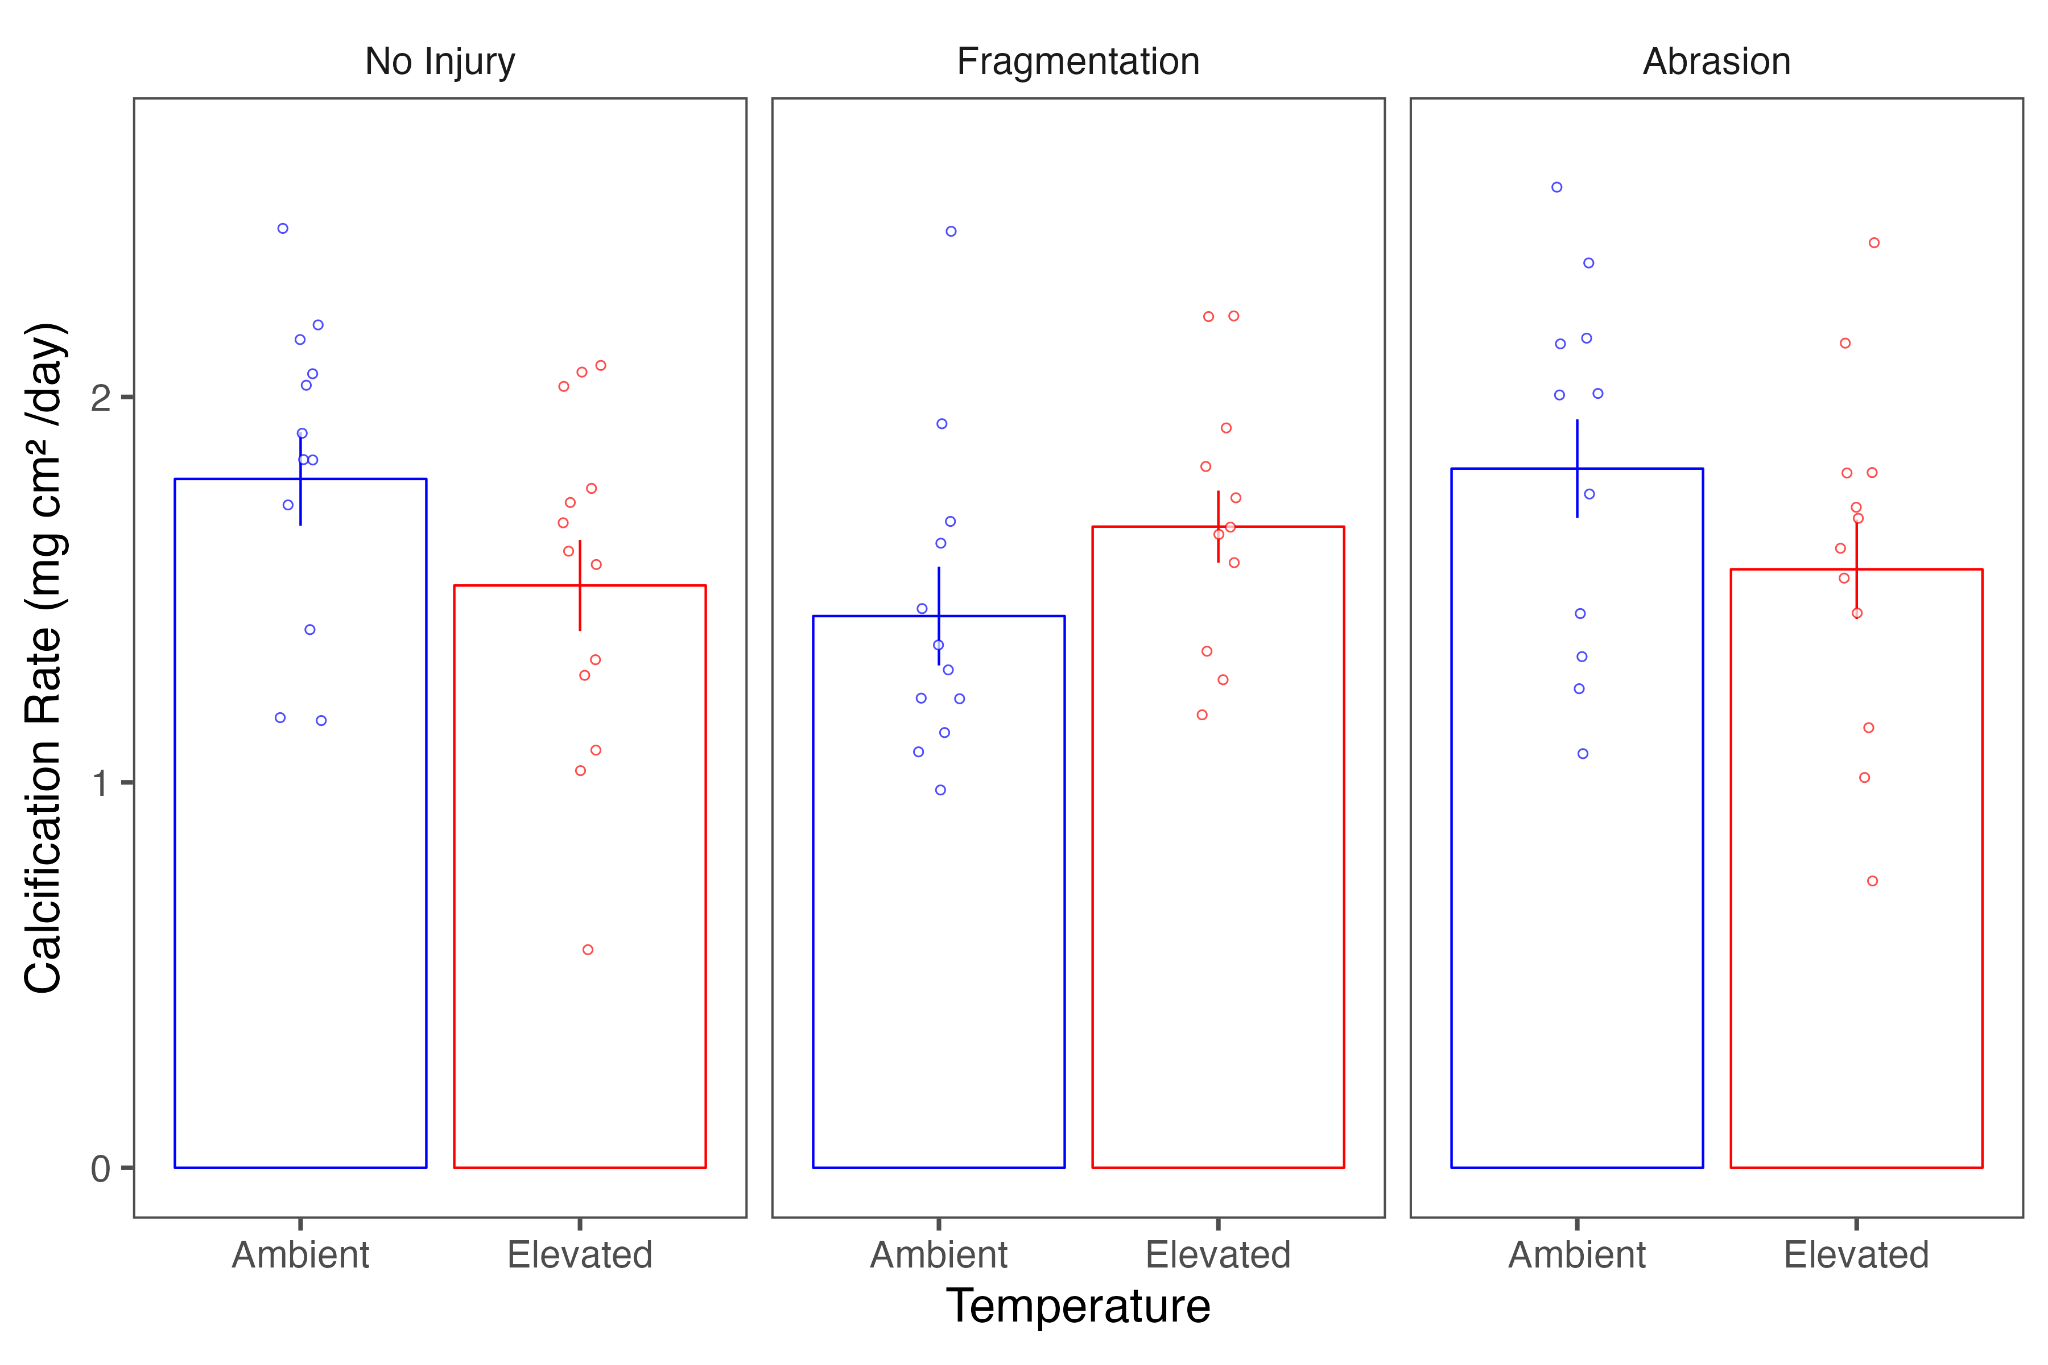 No Injury
Fragmentation
Abrasion
Calcification Rate (mg cm² /day)
2
1
0
Ambient
Elevated
Ambient
Elevated
Ambient
Elevated
Temperature